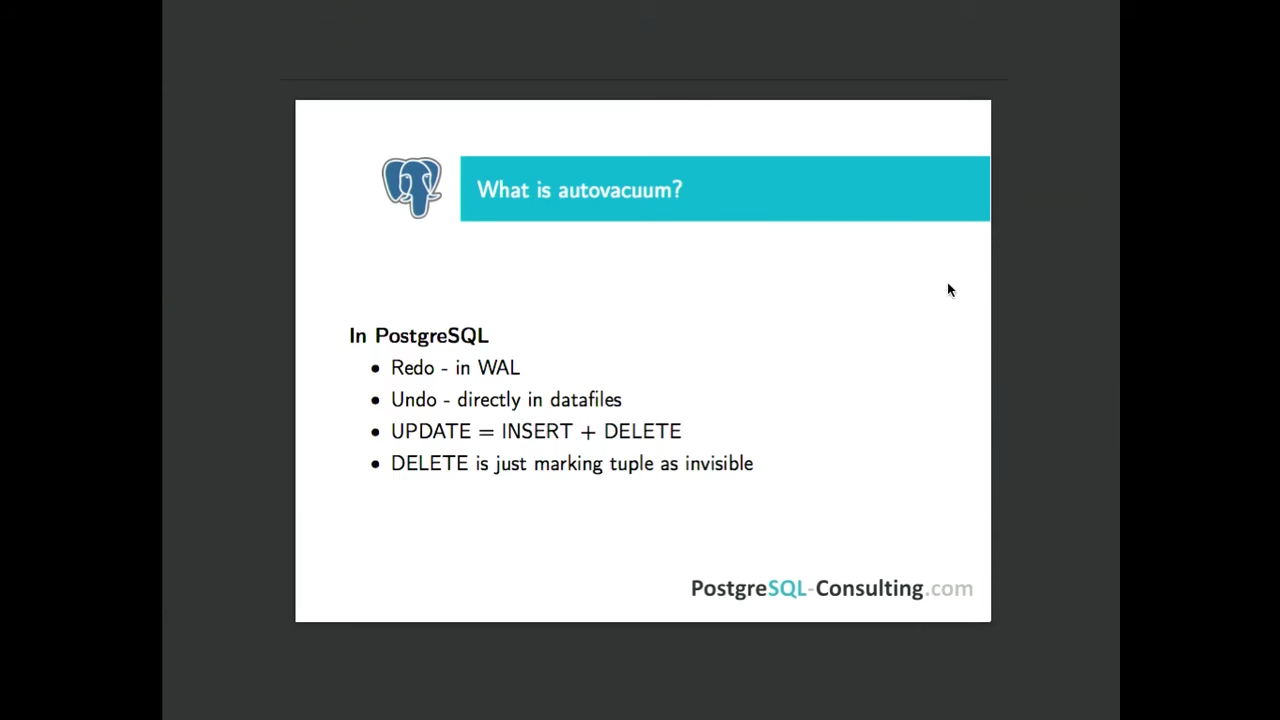 What is autovacuum?
In PostgreSQL
• Redo - in WAL
• Undo - directly in datafiles
• UPDATE = INSERT + DELETE
• DELETE is just marking tuple as invisible
PostgreSQL-Consulting.com